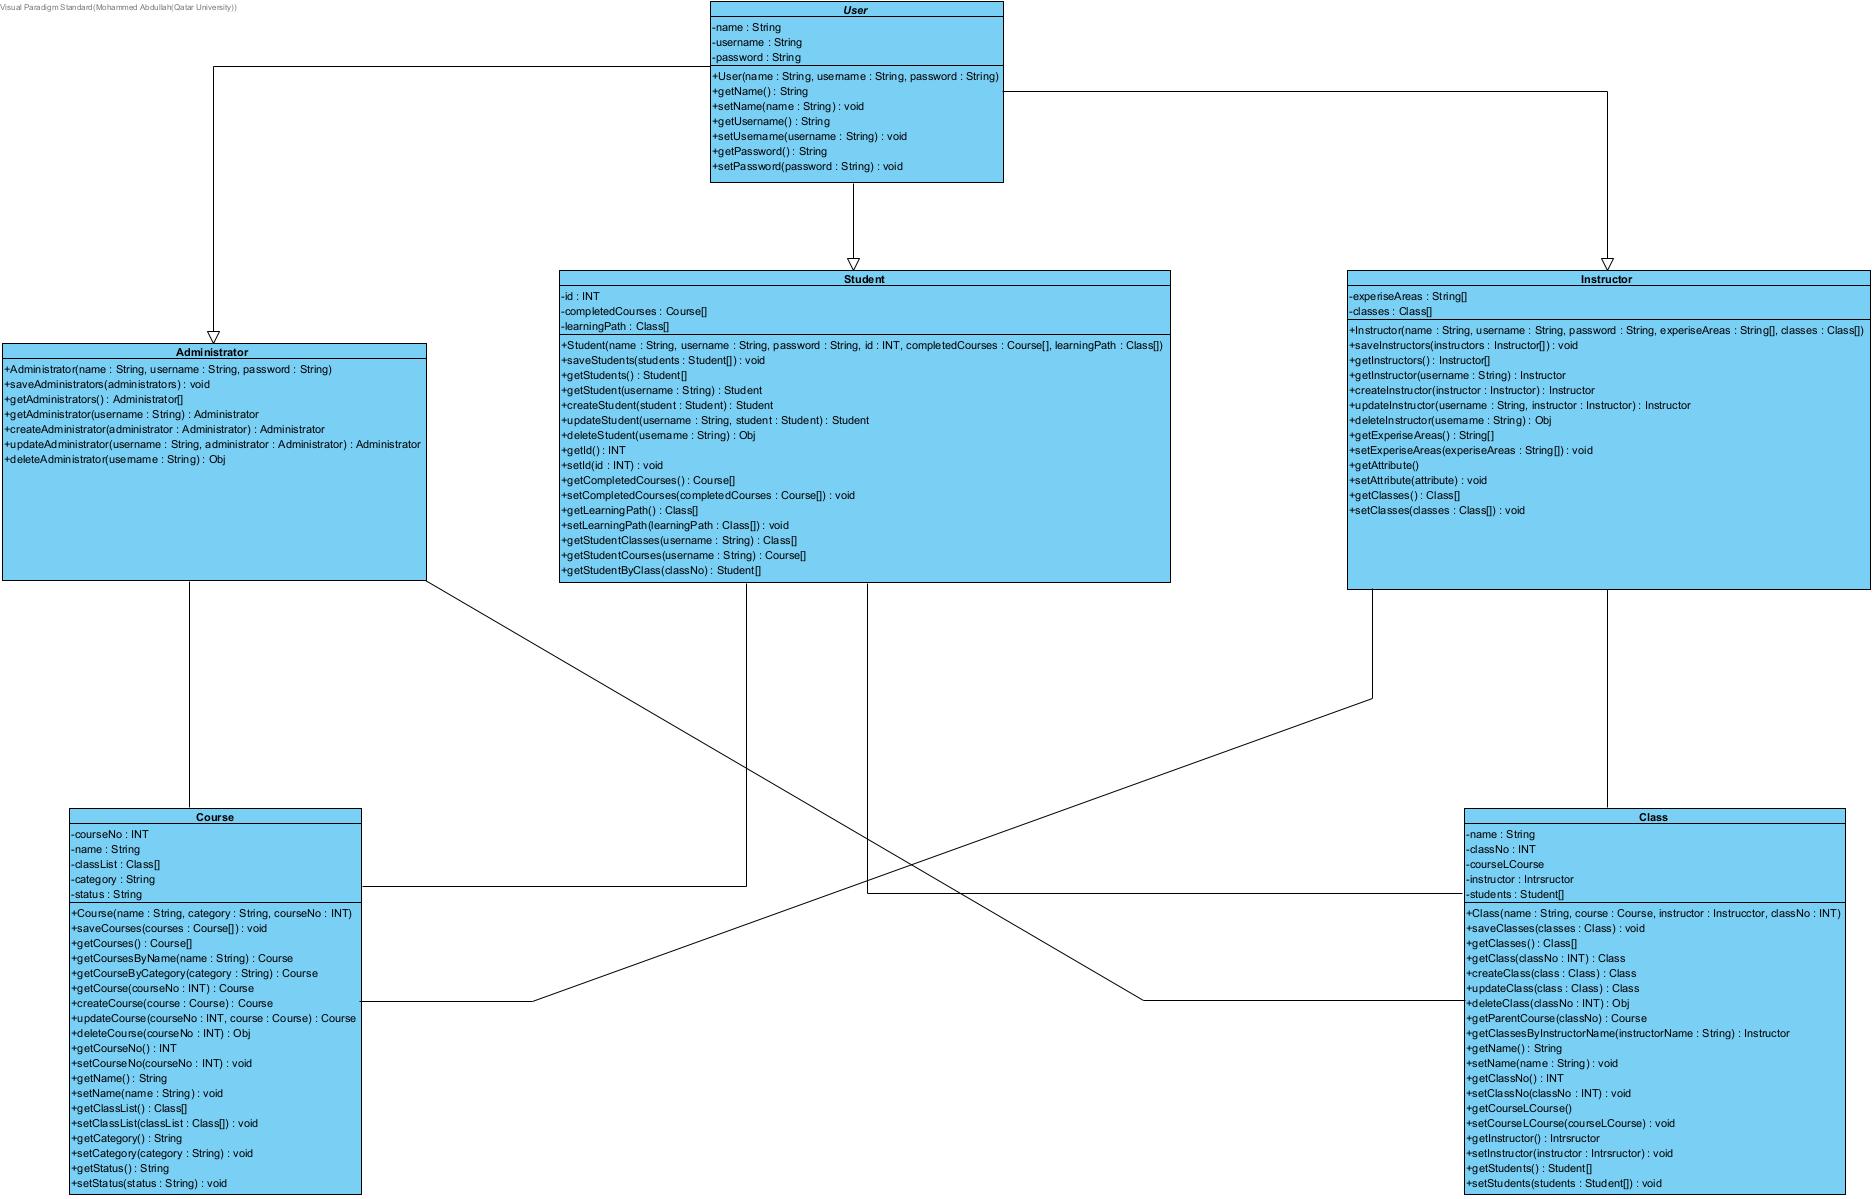 Visual Paradigm Standard(Mohammed Abdullah(Qatar University))
User
-name : String
-username : String
-password : String
+User(name : String, username : String, password : String)
+getName() : String
+setName(name : String) : void
+getUsername() : String
+setUsername(username : String) : void
+getPassword() : String
+setPassword(password : String) : void
Administrator
+Administrator(name : String, username : String, password : String)
+saveAdministrators(administrators) : void
+getAdministrators() : Administrator[]
+getAdministrator(username : String) : Administrator
+createAdministrator(administrator : Administrator) : Administrator
+updateAdministrator(username : String, administrator : Administrator) : Administrator
+deleteAdministrator(username : String) : Obj
Student
-id : INT
-completedCourses : Course[]
-learningPath : Class[]
+Student(name : String, username : String, password : String, id : INT, completedCourses : Course[], learningPath : Class[])
+saveStudents(students : Student[]) : void
+getStudents() : Student[]
+getStudent(username : String) : Student
+createStudent(student : Student) : Student
+updateStudent(username : String, student : Student) : Student
+deleteStudent(username : String) : Obj
+getId() : INT
+setId(id : INT) : void
+getCompletedCourses() : Course[]
+setCompletedCourses(completedCourses : Course[]) : void
+getLearningPath() : Class[]
+setLearningPath(learningPath : Class[]) : void
+getStudentClasses(username : String) : Class[]
+getStudentCourses(username : String) : Course[]
+getStudentByClass(classNo) : Student[]
Instructor
-experiseAreas : String[]
-classes : Class[]
+Instructor(name : String, username : String, password : String, experiseAreas : String[], classes : Class[])
+saveInstructors(instructors : Instructor[]) : void
+getInstructors() : Instructor[]
+getInstructor(username : String) : Instructor
+createInstructor(instructor : Instructor) : Instructor
+updateInstructor(username : String, instructor : Instructor) : Instructor
+deleteInstructor(username : String) : Obj
+getExperiseAreas() : String[]
+setExperiseAreas(experiseAreas : String[]) : void
+getAttribute()
+setAttribute(attribute) : void
+getClasses() : Class[]
+setClasses(classes : Class[]) : void
Course
-courseNo : INT
-name : String
-classList : Class[]
-category : String
-status : String
+Course(name : String, category : String, courseNo : INT)
+saveCourses(courses : Course[]) : void
+getCourses() : Course[]
+getCoursesByName(name : String) : Course
+getCourseByCategory(category : String) : Course
+getCourse(courseNo : INT) : Course
+createCourse(course : Course) : Course
+updateCourse(courseNo : INT, course : Course) : Course
+deleteCourse(courseNo : INT) : Obj
+getCourseNo() : INT
+setCourseNo(courseNo : INT) : void
+getName() : String
+setName(name : String) : void
+getClassList() : Class[]
+setClassList(classList : Class[]) : void
+getCategory() : String
+setCategory(category : String) : void
+getStatus() : String
+setStatus(status : String) : void
Class
-name : String
-classNo : INT
-courseLCourse
-instructor : Intrsructor
-students : Student[]
+Class(name : String, course : Course, instructor : Instrucctor, classNo : INT)
+saveClasses(classes : Class) : void
+getClasses() : Class[]
+getClass(classNo : INT) : Class
+createClass(class : Class) : Class
+updateClass(class : Class) : Class
+deleteClass(classNo : INT) : Obj
+getParentCourse(classNo) : Course
+getClassesByInstructorName(instructorName : String) : Instructor
+getName() : String
+setName(name : String) : void
+getClassNo() : INT
+setClassNo(classNo : INT) : void
+getCourseLCourse()
+setCourseLCourse(courseLCourse) : void
+getInstructor() : Intrsructor
+setInstructor(instructor : Intrsructor) : void
+getStudents() : Student[]
+setStudents(students : Student[]) : void